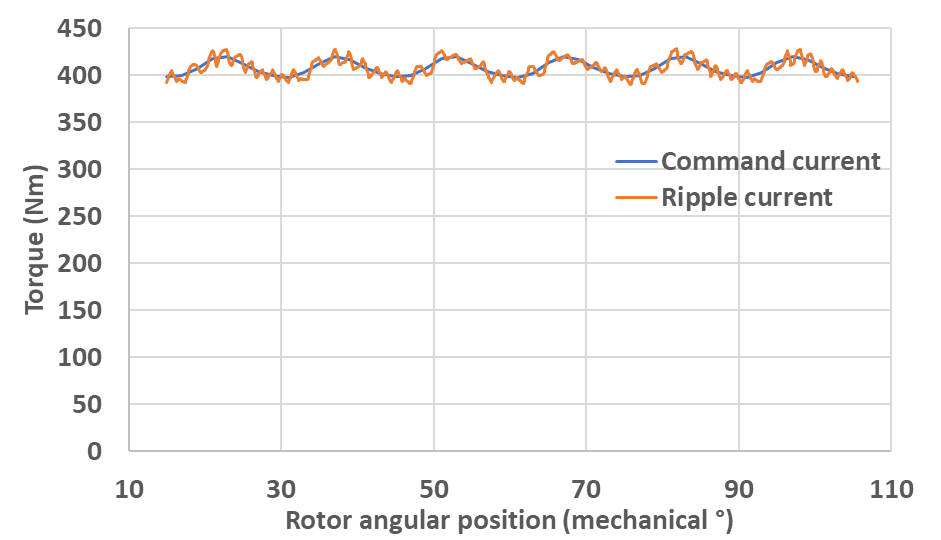 450
400
350
300
250
200
150
100
50
0
Torque (Nm)
Command current
Ripple current
10 30 50 70 90 110
Rotor angular position (mechanical °)